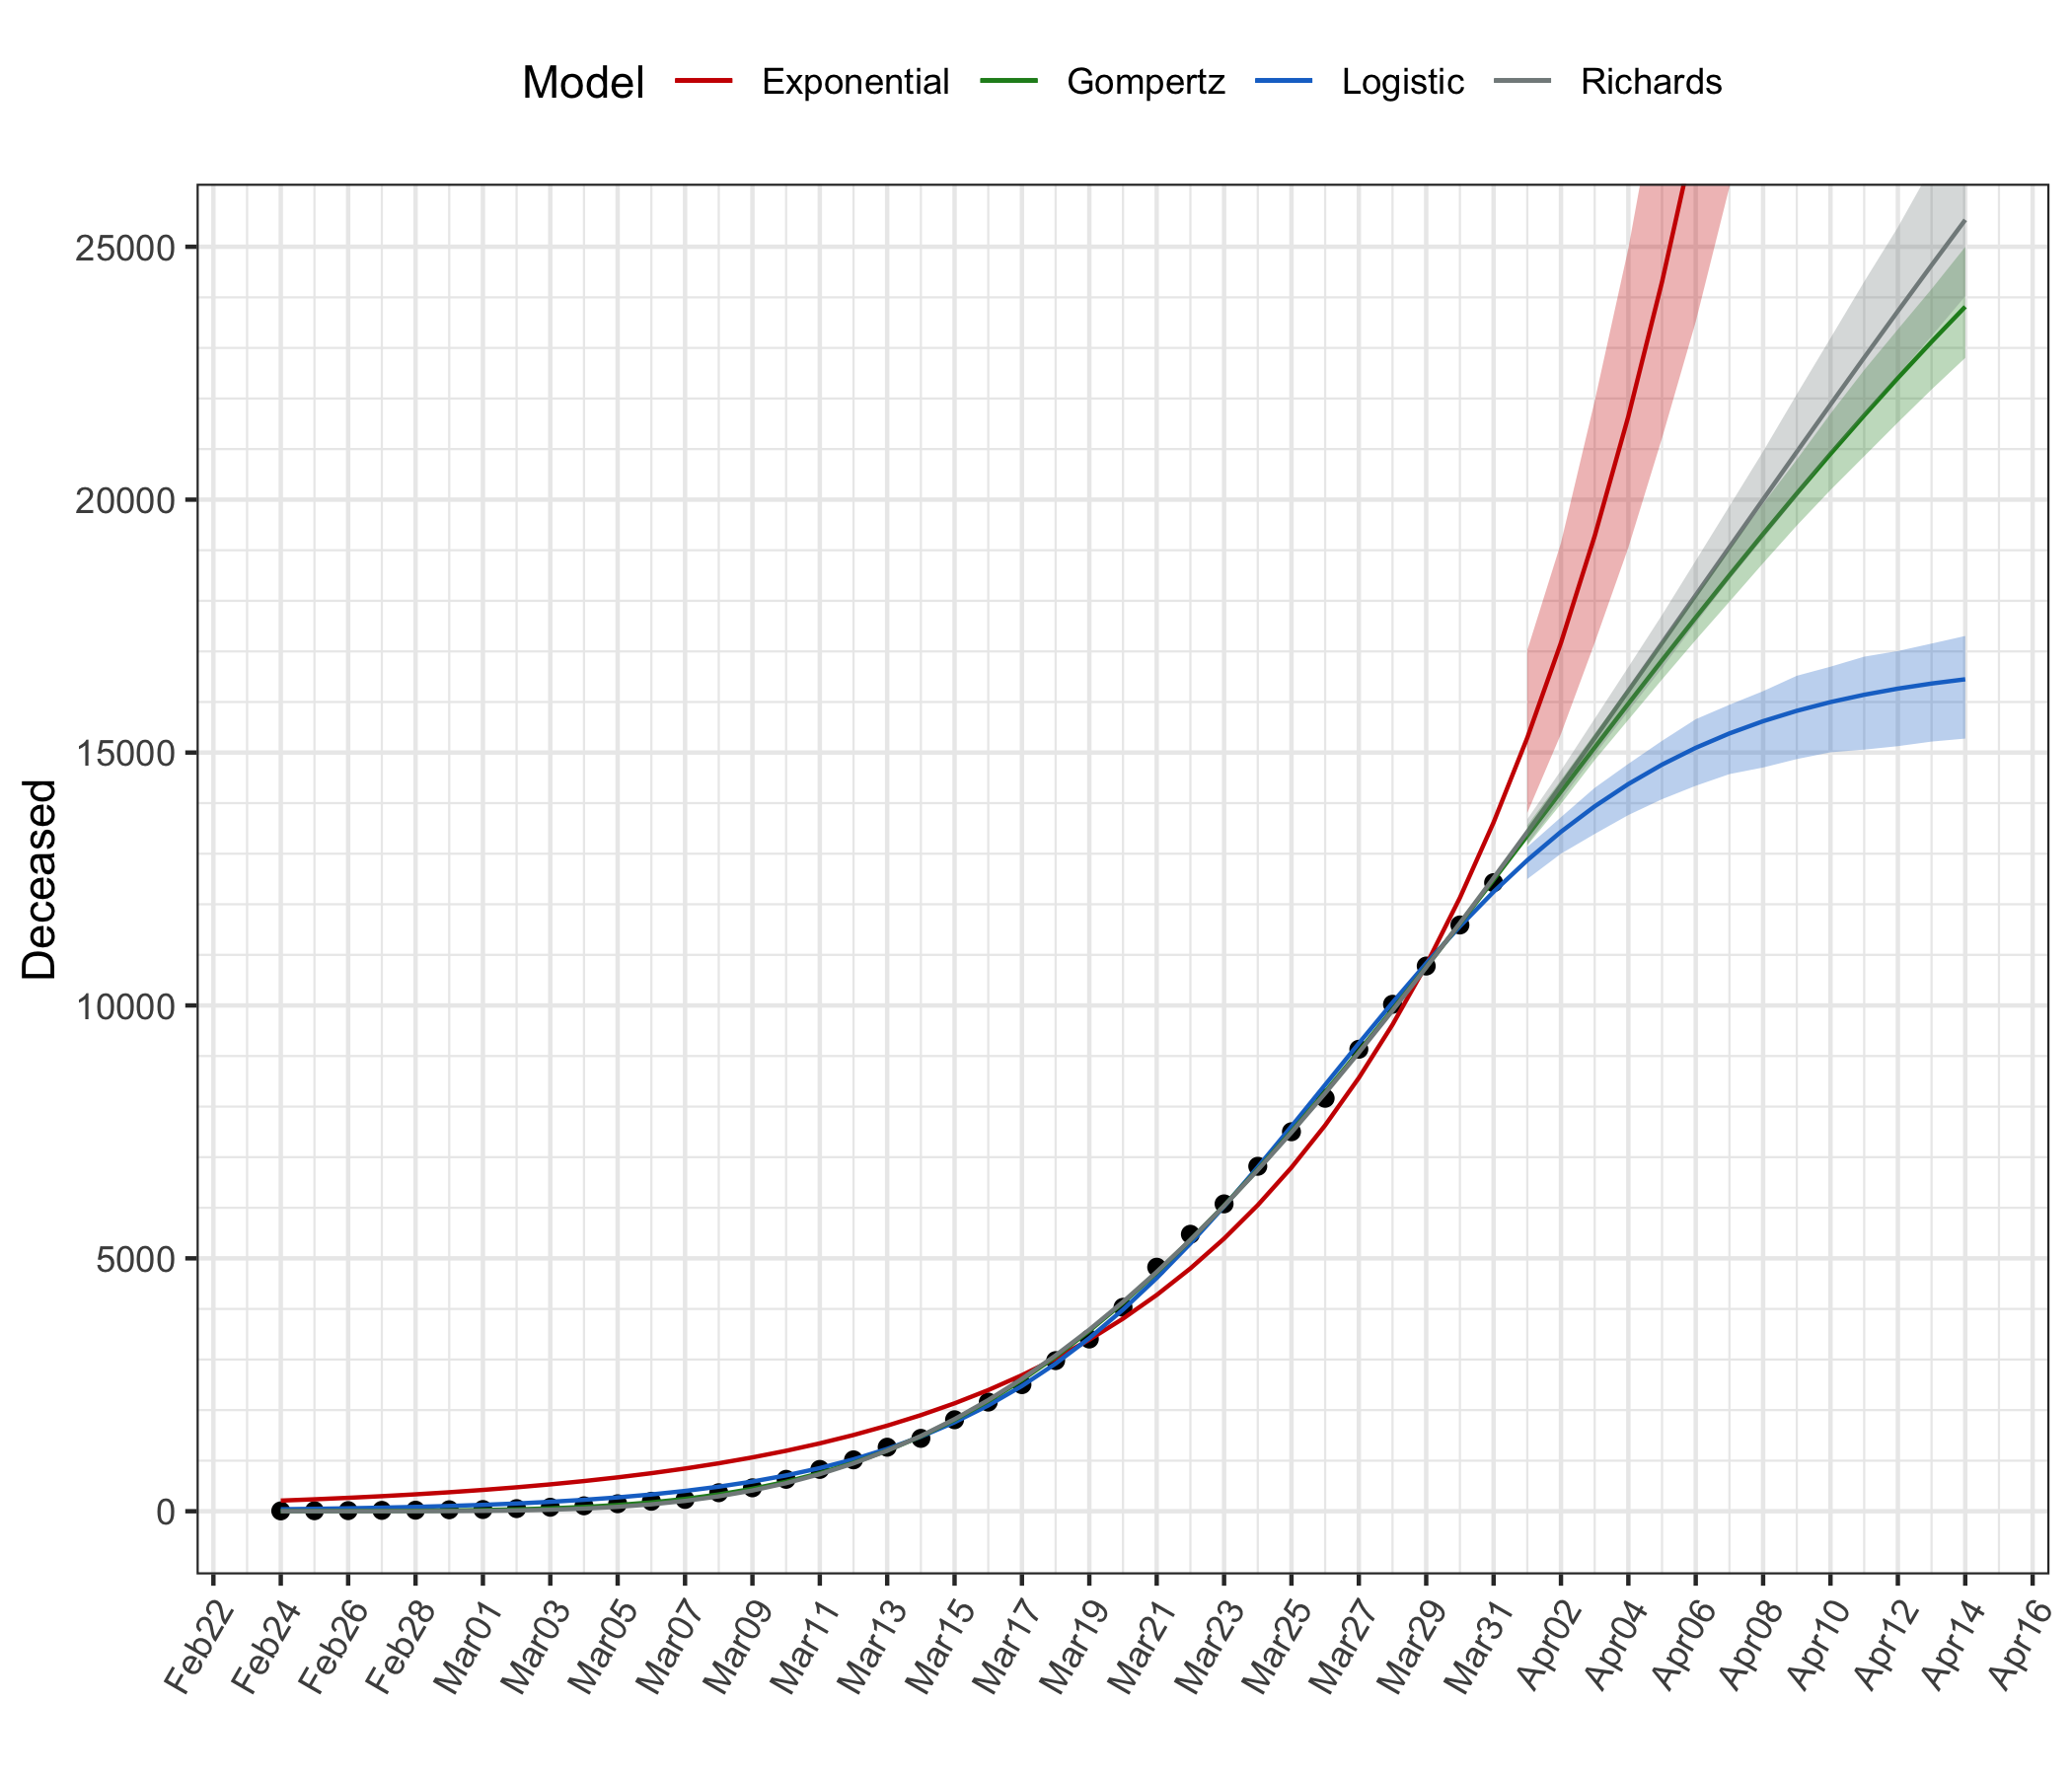 Model Exponential Gompertz Logistic Richards
25000
20000
15000
10000
5000
0
Deceased
Feb22 Feb24 Feb26 Feb28 Mar01 Mar03 Mar05 Mar07 Mar09 Mar11 Mar13 Mar15 Mar17 Mar19 Mar21 Mar23 Mar25 Mar27 Mar29 Mar31 Apr02 Apr04 Apr06 Apr08 Apr10 Apr12 Apr14 Apr16